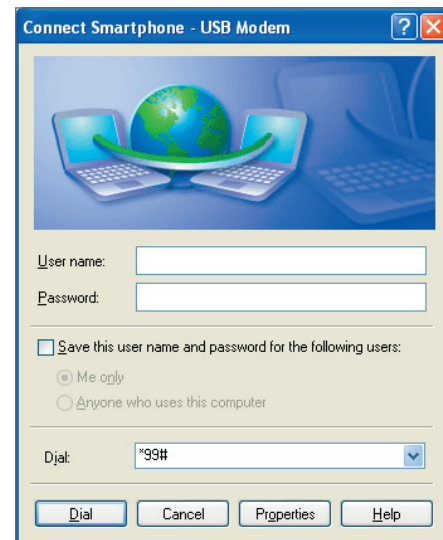 Connect Smartphone - USB Modem
User name:
Password:
Save this user name and password for the following users:
Me only
Anyone who uses this computer
Dial:
*99#
Dial
Cancel
Properties
Help